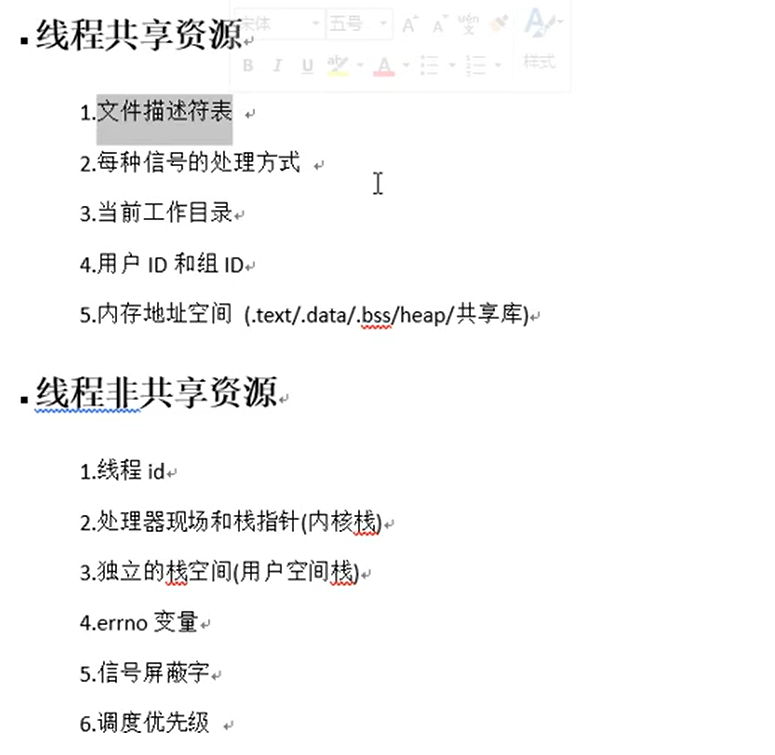 宋体 五号
B I U A 样式
线程共享资源
1.文件描述符表
2.每种信号的处理方式
3.当前工作目录
4.用户 ID 和组 ID
5.内存地址空间 (.text/.data/.bss/heap/共享库)
线程非共享资源
1.线程 id
2.处理器现场和栈指针(内核栈)
3.独立的栈空间(用户空间栈)
4.errno 变量
5.信号屏蔽字
6.调度优先级